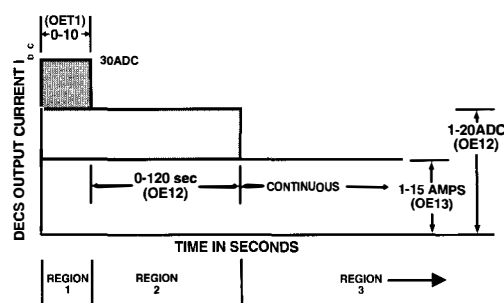 (OET1)
0-10
30ADC
DECS OUTPUT CURRENT I DC
0-120 sec
(OE12)
CONTINUOUS
1-15 AMPS
(OE13)
1-20ADC
(OE12)
TIME IN SECONDS
REGION
1
REGION
2
REGION
3